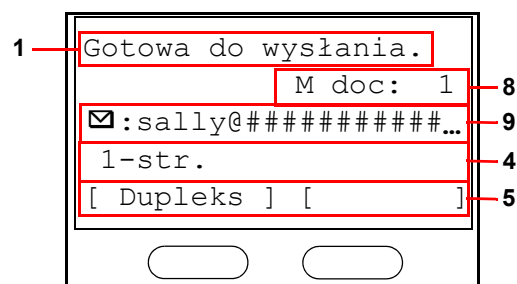 1 Gotowa do wysłania.
M doc: 1 8
:sally@###########… 9
1-str. 4
[ Dupleks ] [ ] 5